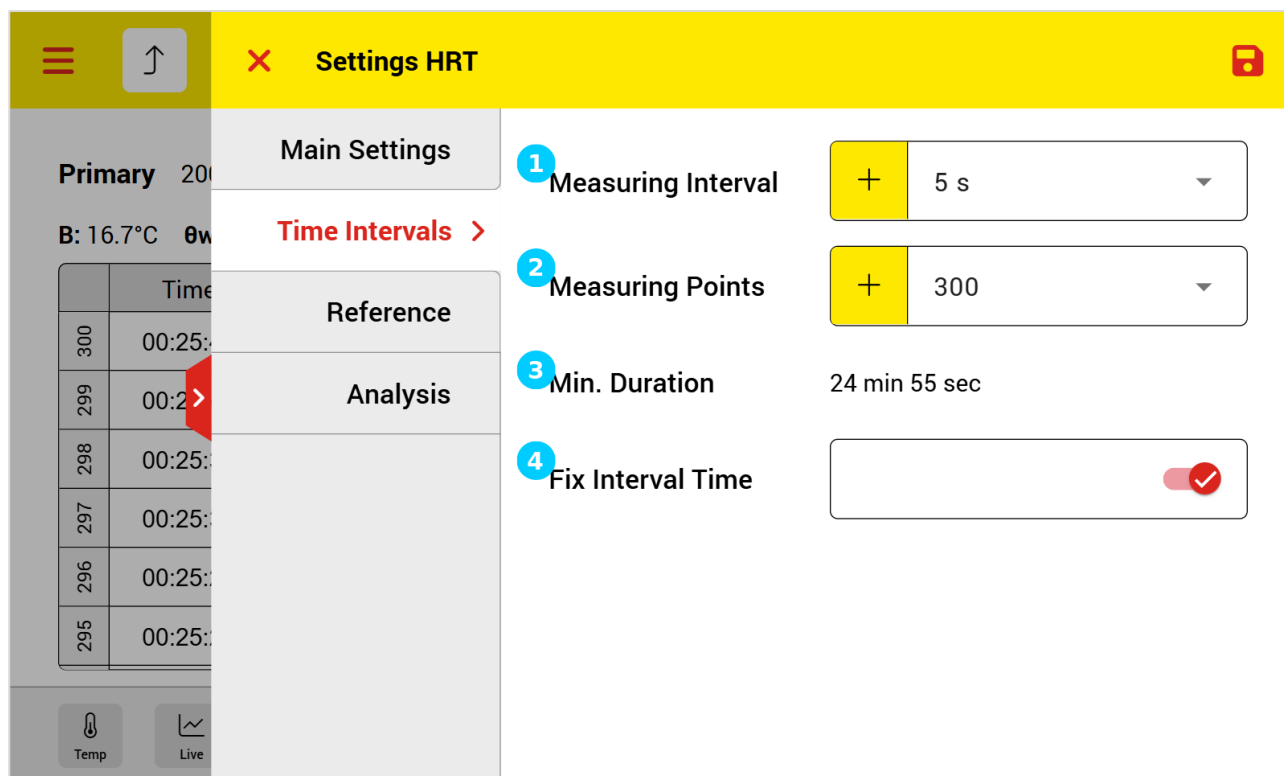 Settings HRT
Primary 200
B: 16.7°C θw
Time
300 00:25:
299 00:2
298 00:25:
297 00:25:
296 00:25:
295 00:25:
Temp
Live
Main Settings
Time Intervals
Reference
Analysis
1 Measuring Interval + 5 s
2 Measuring Points + 300
3 Min. Duration 24 min 55 sec
4 Fix Interval Time